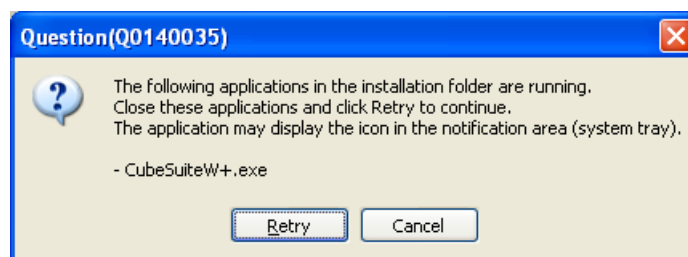 Question(Q0140035)
The following applications in the installation folder are running.
Close these applications and click Retry to continue.
The application may display the icon in the notification area (system tray).
- CubeSuiteW+.exe
Retry
Cancel